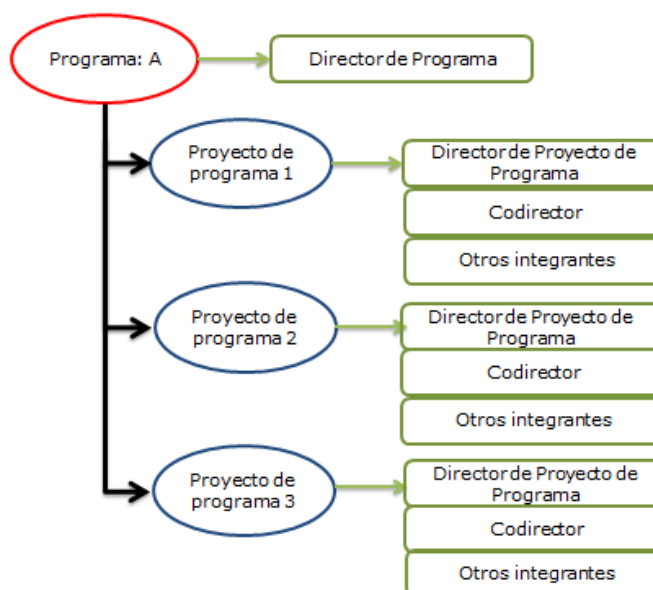 Programa: A
Director de Programa
Proyecto de
programa 1
Director de Proyecto de
Programa
Codirector
Otros integrantes
Proyecto de
programa 2
Director de Proyecto de
Programa
Codirector
Otros integrantes
Proyecto de
programa 3
Director de Proyecto de
Programa
Codirector
Otros integrantes